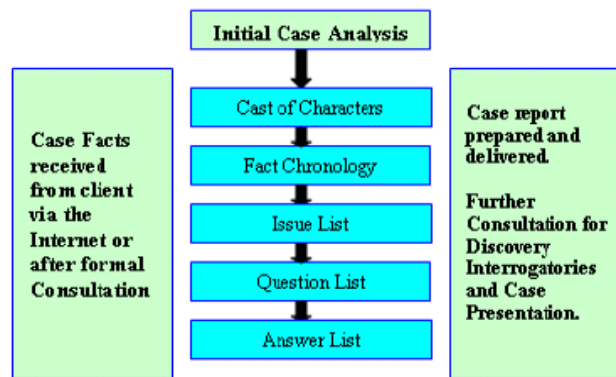 Initial Case Analysis
Case Facts
received
from client
via the
Internet or
after formal
Consultation
Cast of Characters
Fact Chronology
Issue List
Question List
Answer List
Case report
prepared and
delivered.
Further
Consultation for
Discovery
Interrogatories
and Case
Presentation.